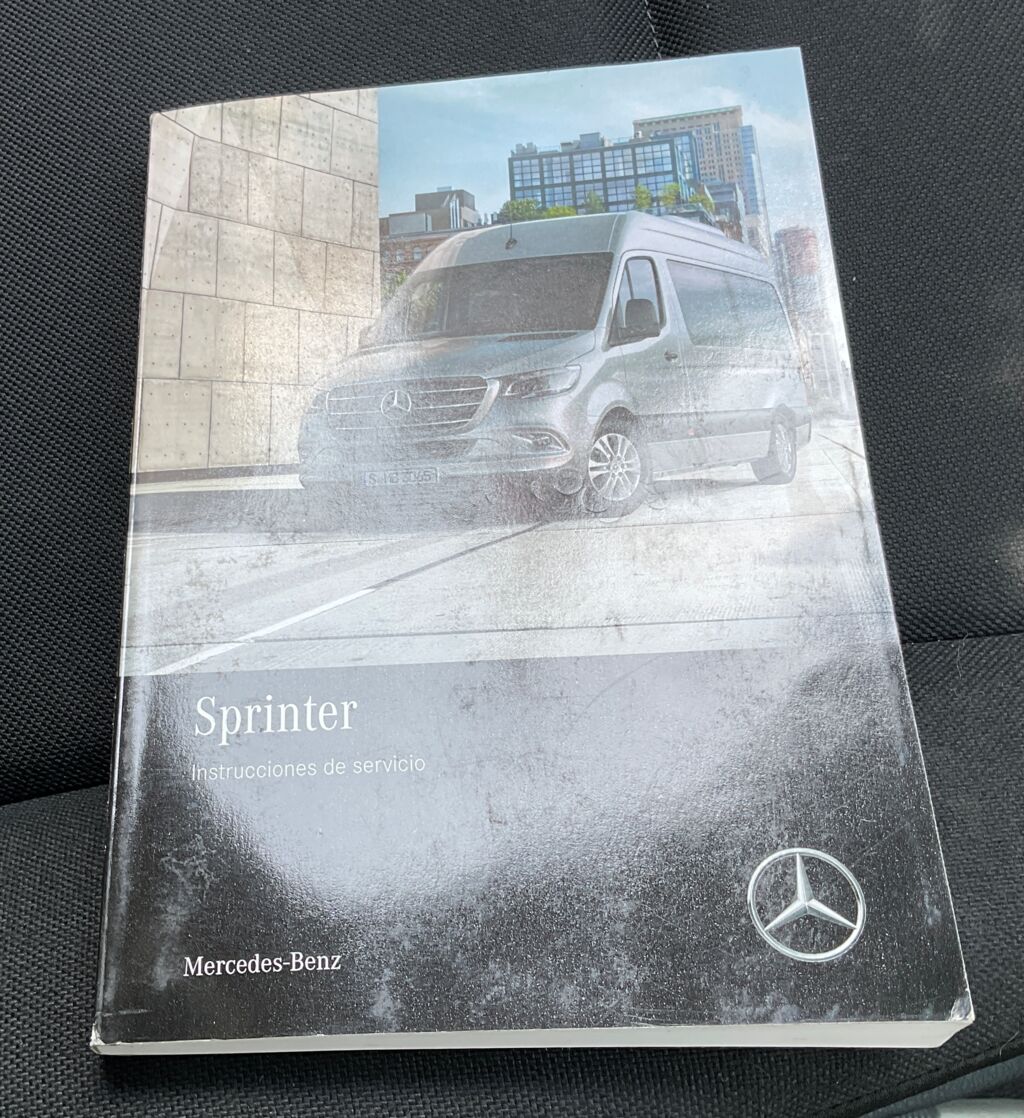 Sprinter
Instrucciones de servicio
Mercedes-Benz